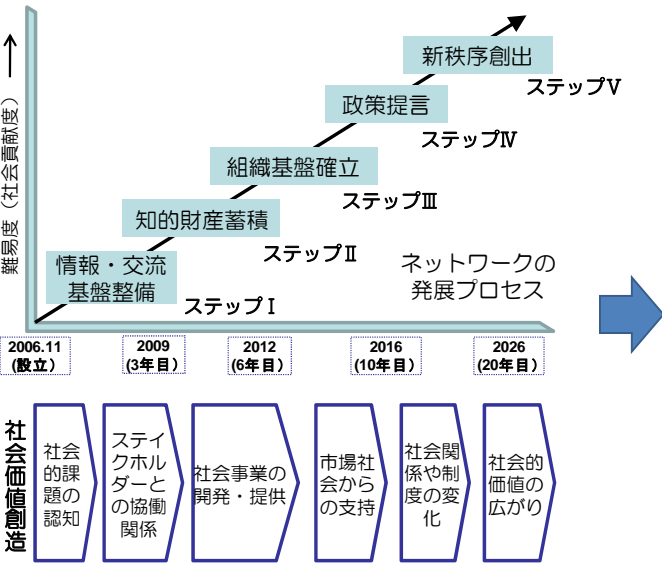 難易度（社会貢献度）
新秩序創出
ステップⅤ
政策提言
ステップⅣ
組織基盤確立
ステップⅢ
知的財産蓄積
ステップⅡ
情報・交流
基盤整備
ステップⅠ
ネットワークの
発展プロセス
2006.11
(設立)
2009
(3年目)
2012
(6年目)
2016
(10年目)
2026
(20年目)
社会価値創造
社会
的課
題の
認知
ステイ
クホル
ダーと
の協働
関係
社会事業の
開発・提供
市場社
会から
の支持
社会関
係や制
度の変
化
社会的
価値の
広がり